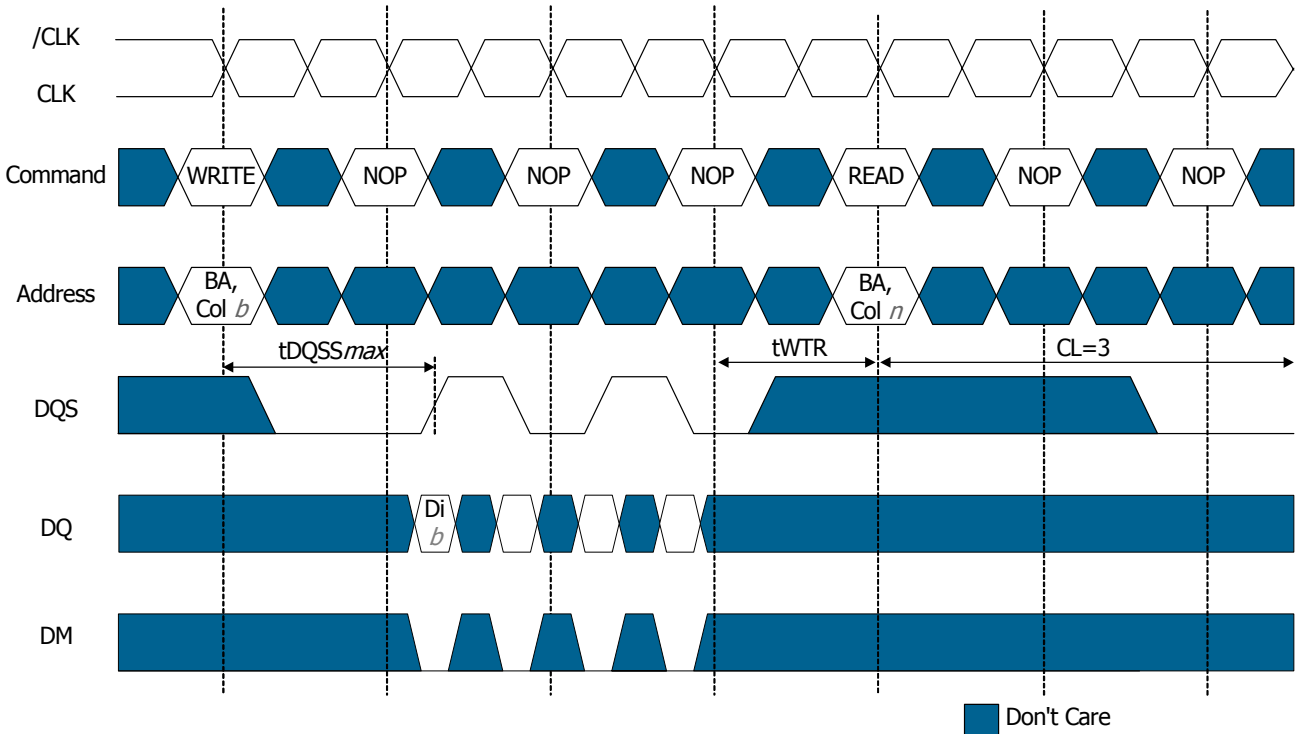 /CLK
CLK
Command
WRITE
NOP
NOP
NOP
READ
NOP
NOP
Address
BA,
Col b
BA,
Col n
tDQSSmax
tWTR
CL=3
DQS
DQ
Di
b
DM
Don't Care